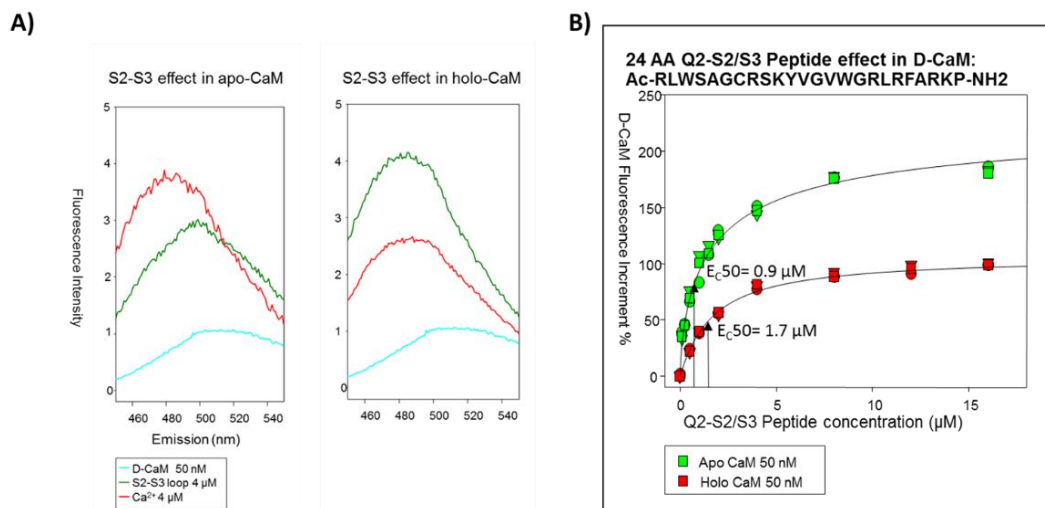 A)
S2-S3 effect in apo-CaM
S2-S3 effect in holo-CaM
Fluorescence Intensity
5
4
3
2
1
0
460
480
500
520
540
Emission (nm)
5
4
3
2
1
0
460
480
500
520
540
D-CaM 50 nM
S2-S3 loop 4 µM
Ca²⁺ 4 µM
B)
24 AA Q2-S2/S3 Peptide effect in D-CaM:
Ac-RLWSAGCRSKYVGVWGRLRFARKP-NH2
D-CaM Fluorescence Increment %
250
200
150
100
50
0
EC50= 0.9 µM
EC50= 1.7 µM
0
5
10
15
Q2-S2/S3 Peptide concentration (µM)
Apo CaM 50 nM
Holo CaM 50 nM